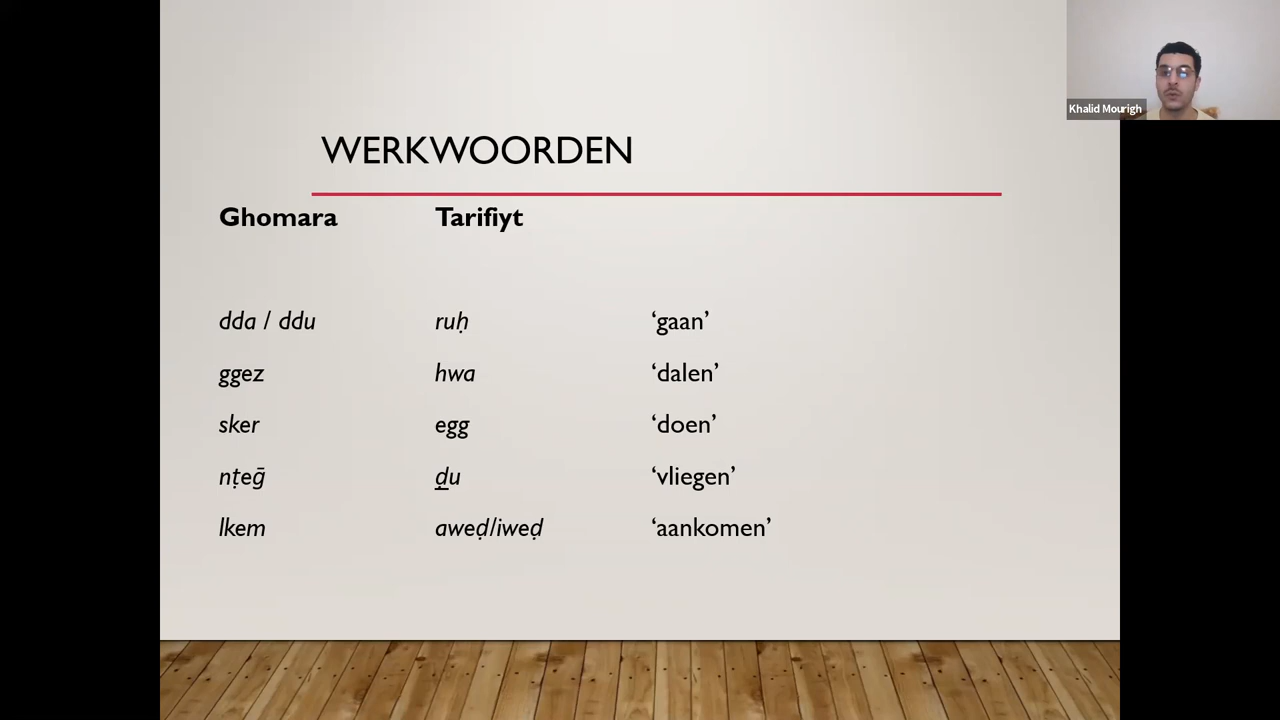 Khalid Mourigh
WERKWOORDEN
Ghomara Tarifiyt
dda / ddu ruḥ ‘gaan’
ggez hwa ‘dalen’
sker egg ‘doen’
nṭeḡ ḏ̣u ‘vliegen’
lkem aweḍ/iweḍ ‘aankomen’